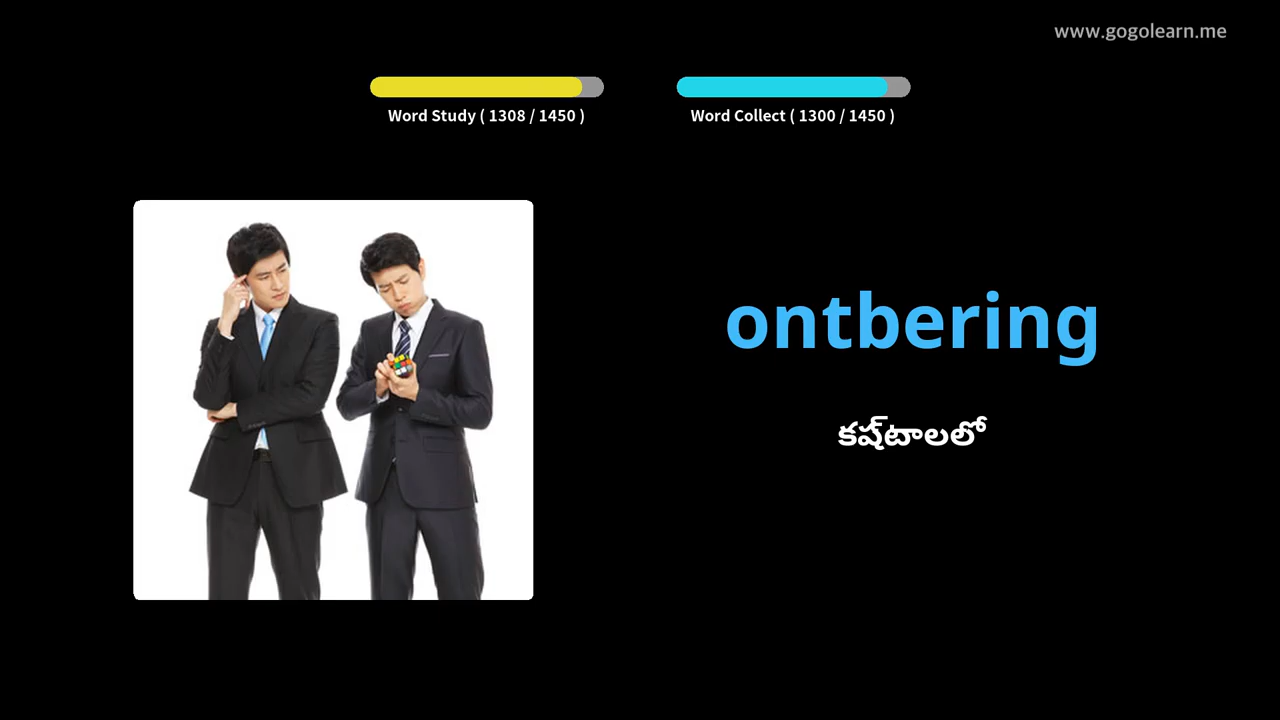 www.gogolearn.me
Word Study ( 1308 / 1450 )
Word Collect ( 1300 / 1450 )
ontbering
కష్‌టాలలో